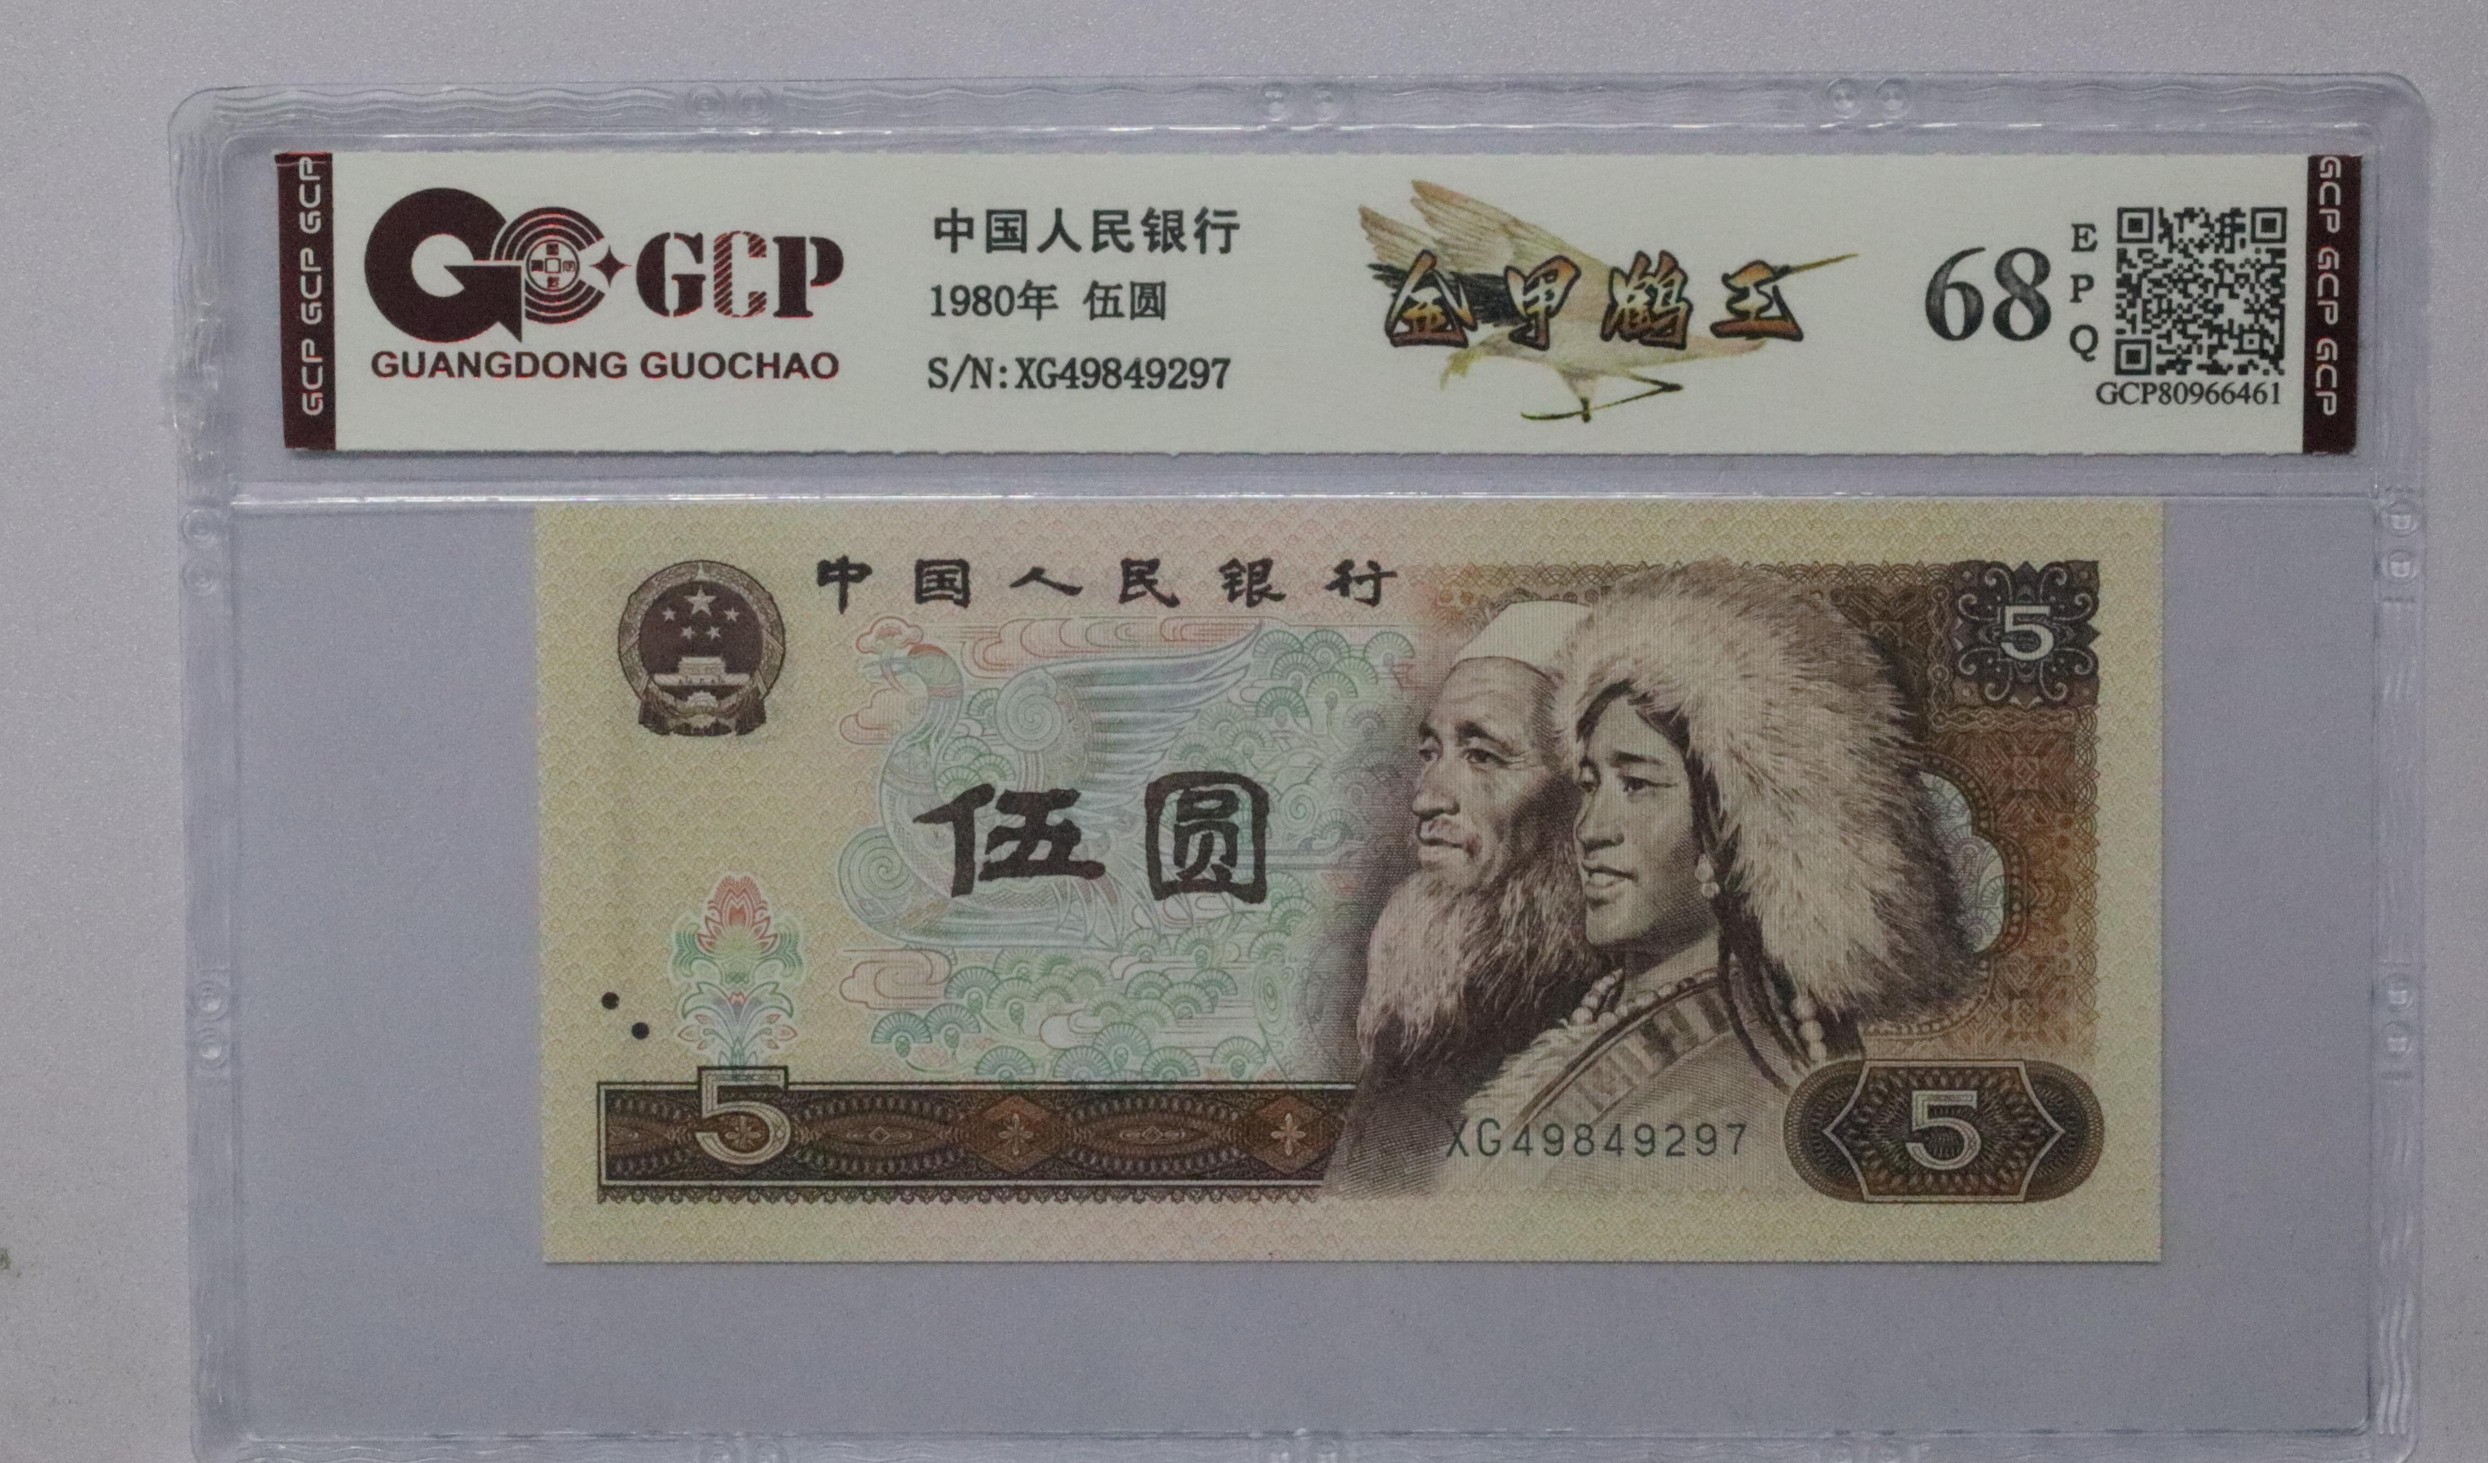 GCP GCP GCP
GCP
GUANGDONG GUOCHAO
中国人民银行
1980年 伍圆
S/N:XG49849297
金甲鹤王
68
EPQ
GCP80966461
GCP GCP GCP
中国人民银行
5
伍圆
5
XG49849297
5